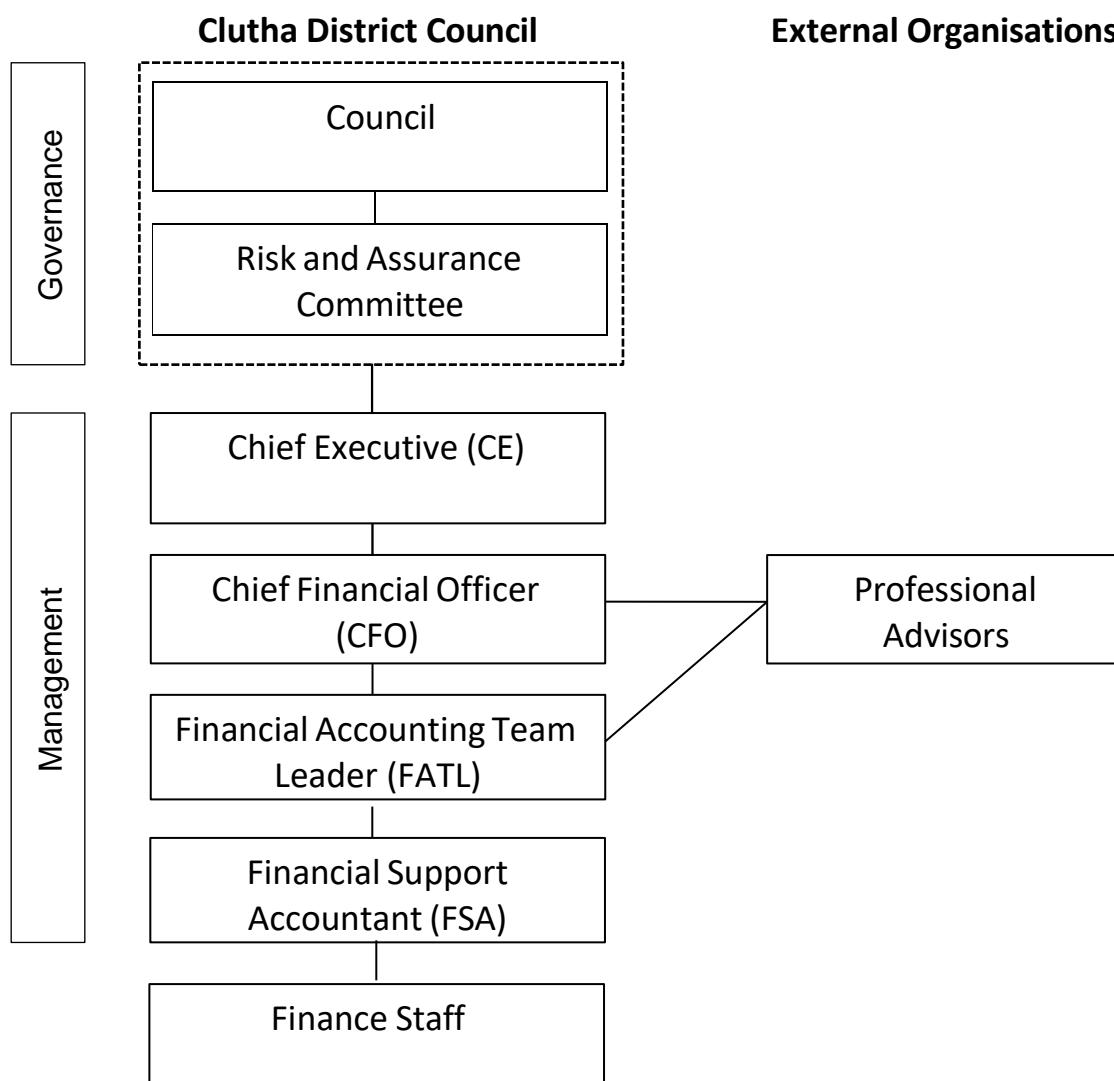 Clutha District Council
External Organisations
Governance
Council
Risk and Assurance
Committee
Management
Chief Executive (CE)
Chief Financial Officer
(CFO)
Professional
Advisors
Financial Accounting Team
Leader (FATL)
Financial Support
Accountant (FSA)
Finance Staff